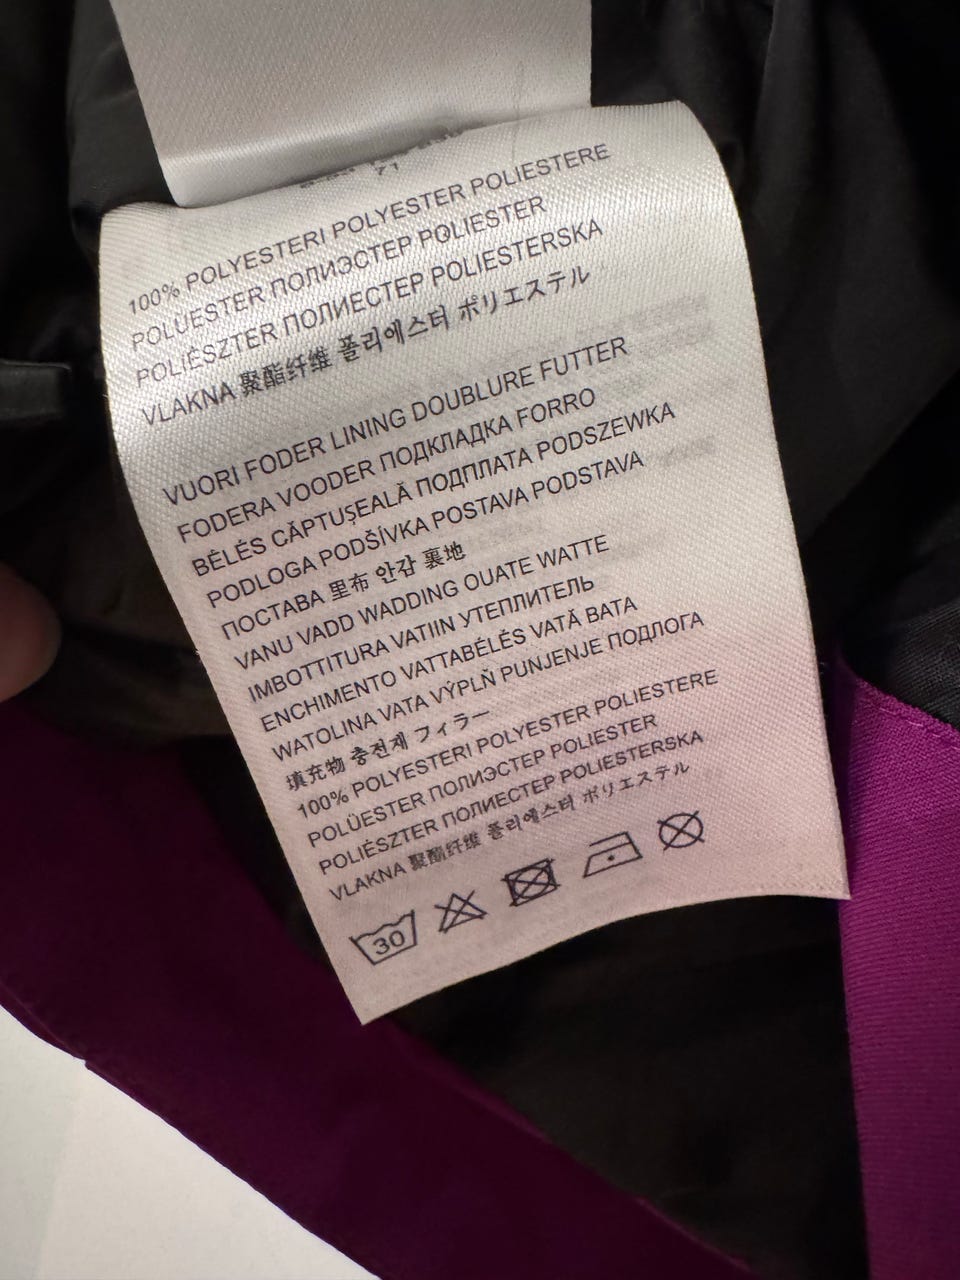 100% POLYESTERI POLYESTER POLIESTERE
POLÜESTER ПОЛИЭСТЕР POLIESTER
POLIÉSZTER ПОЛИЕСТЕР POLIESTERSKA
VLAKNA 聚酯纤维 폴리에스터 ポリエステル
VUORI FODER LINING DOUBLURE FUTTER
FODERA VOODER ПОДКЛАДКА FORRO
BÉLÉS CĂPTUȘEALĂ ПОДПЛАТА PODSZEWKA
PODLOGA PODŠÍVKA POSTAVA PODSTAVA
ПОСТАВА 里布 안감 裏地
VANU VADD WADDING OUATE WATTE
IMBOTTITURA VATIIN УТЕПЛИТЕЛЬ
ENCHIMENTO VATTABÉLÉS VATĂ BATA
WATOLINA VATA VÝPLŇ PUNJENJE ПОДЛОГА
填充物 충전재 フィラー
100% POLYESTERI POLYESTER POLIESTERE
POLÜESTER ПОЛИЭСТЕР POLIESTER
POLIÉSZTER ПОЛИЕСТЕР POLIESTERSKA
VLAKNA 聚酯纤维 폴리에스터 ポリエステル
30